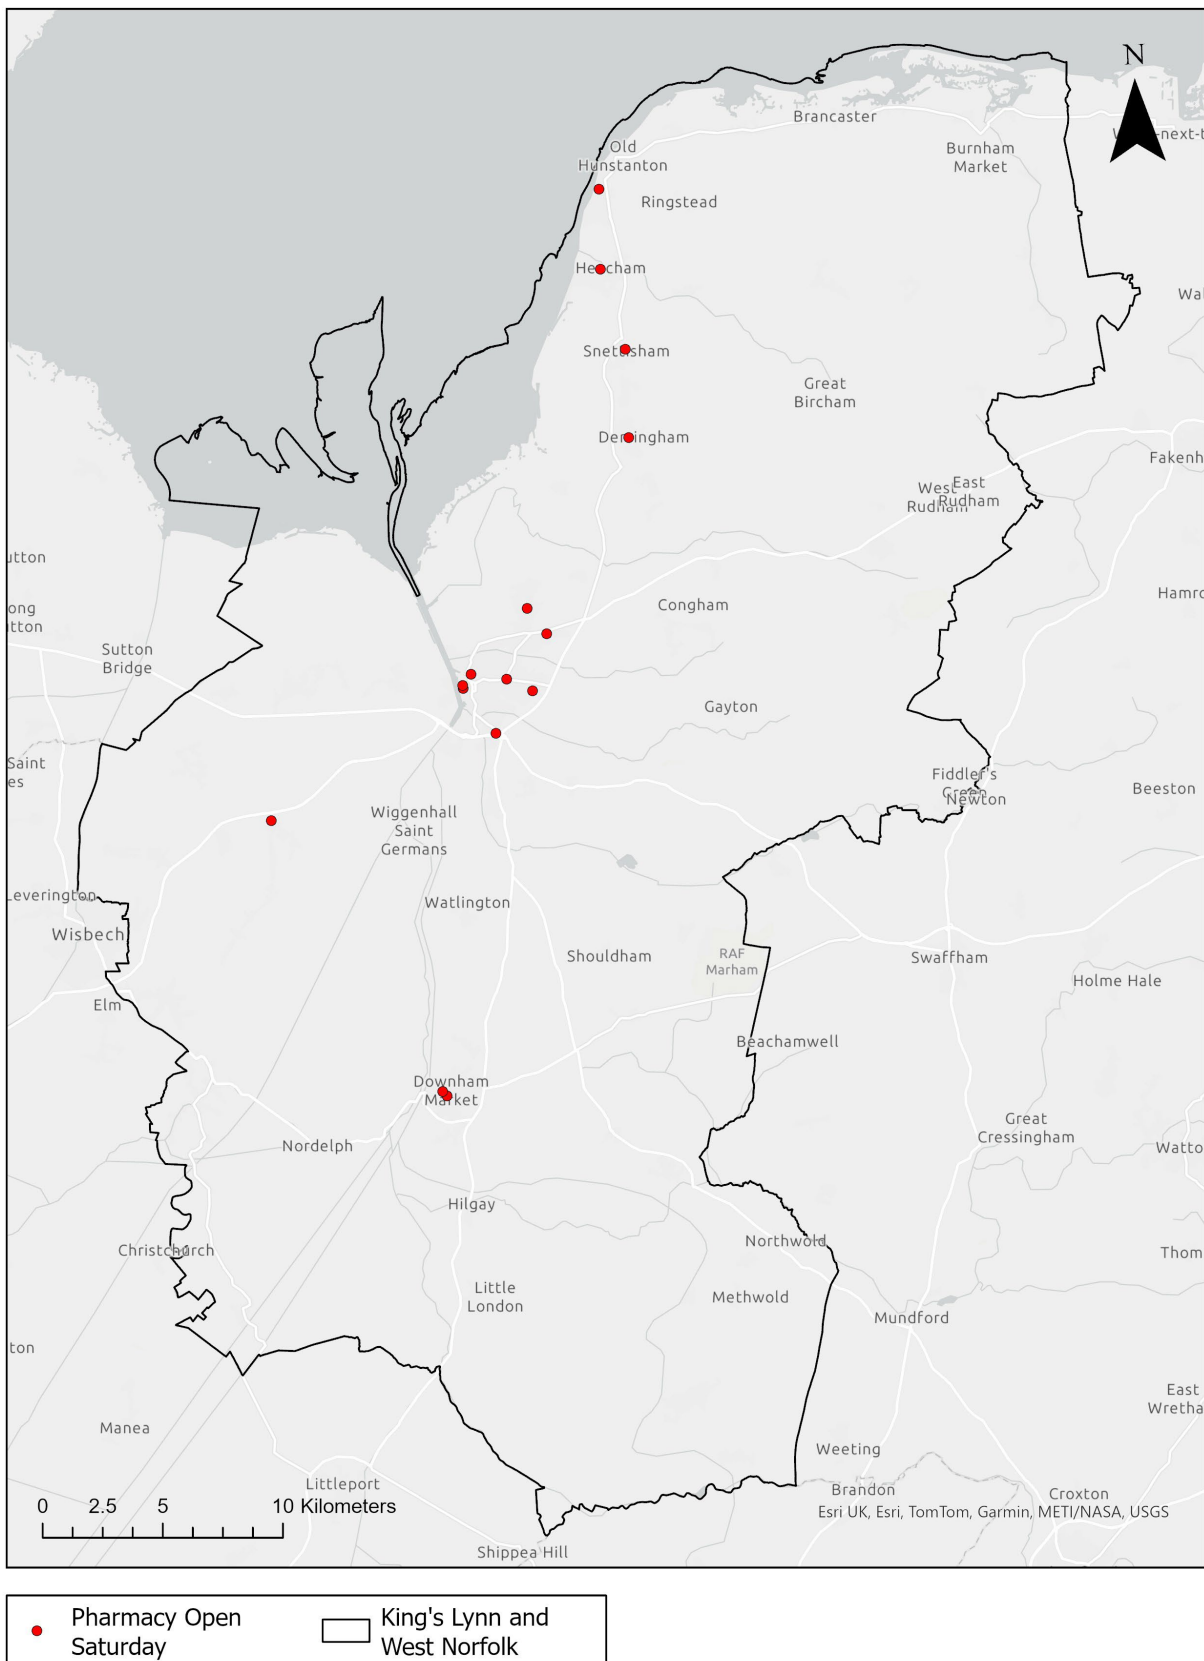 N
Brancaster
Old
Hunstanton
Burnham
Market
Ringstead
Heacham
Snettisham
Great
Bircham
Dersingham
Fakenh
West
Rudham
East
Rudham
utton
ong
utton
Congham
Hamro
Sutton
Bridge
Gayton
Saint
es
Fiddler's
Green
Newton
Beeston
Wiggenhall
Saint
Germans
Leverington
Watlington
Wisbech
Shouldham
RAF
Marham
Swaffham
Holme Hale
Elm
Beachamwell
Downham
Market
Great
Cressingham
Nordelph
Watto
Hilgay
Northwold
Christchurch
Thom
Little
London
Methwold
Mundford
ton
East
Wretha
Manea
Weeting
Littleport
Brandon
Croxton
0 2.5 5 10 Kilometers
Esri UK, Esri, TomTom, Garmin, METI/NASA, USGS
Shippea Hill
Pharmacy Open
Saturday
King's Lynn and
West Norfolk